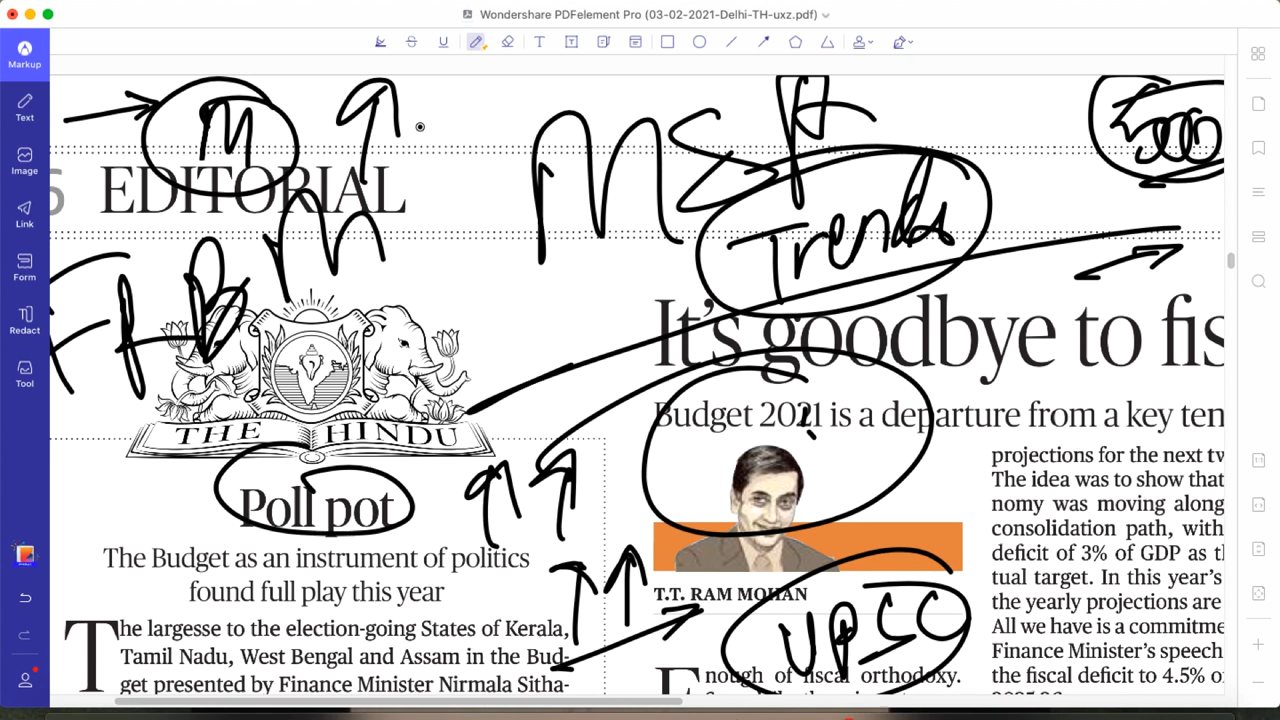 Wondershare PDFelement Pro (03-02-2021-Delhi-TH-uxz.pdf)
Markup
Text
Image
Link
Form
Redact
Tool
M
Trends
6 EDITORIAL
FRBM
THE HINDU
Poll pot
The Budget as an instrument of politics
found full play this year
The largesse to the election-going States of Kerala,
Tamil Nadu, West Bengal and Assam in the Bud-
get presented by Finance Minister Nirmala Sitha-
It's goodbye to fis
Budget 2021 is a departure from a key ten
T.T. RAM MOHAN
UPSC
Enough of fiscal orthodoxy.
projections for the next tw
The idea was to show that
nomy was moving along
consolidation path, with
deficit of 3% of GDP as t
tual target. In this year's
the yearly projections are
All we have is a commitme
Finance Minister's speech
the fiscal deficit to 4.5% o